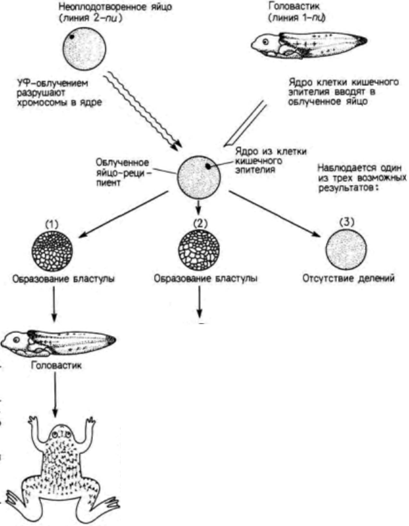 Неоплодотворенное яйцо
(линия 2-nu)
Головастик
(линия 1-nu)
УФ-облучением
разрушают
хромосомы в ядре
Ядро клетки кишечного
эпителия вводят в
облученное яйцо
Облученное
яйцо-реци-
пиент
Ядро из клетки
кишечного
эпителия
Наблюдается один
из трех возможных
результатов:
(1)
(2)
(3)
Образование бластулы
Образование бластулы
Отсутствие делений
Головастик